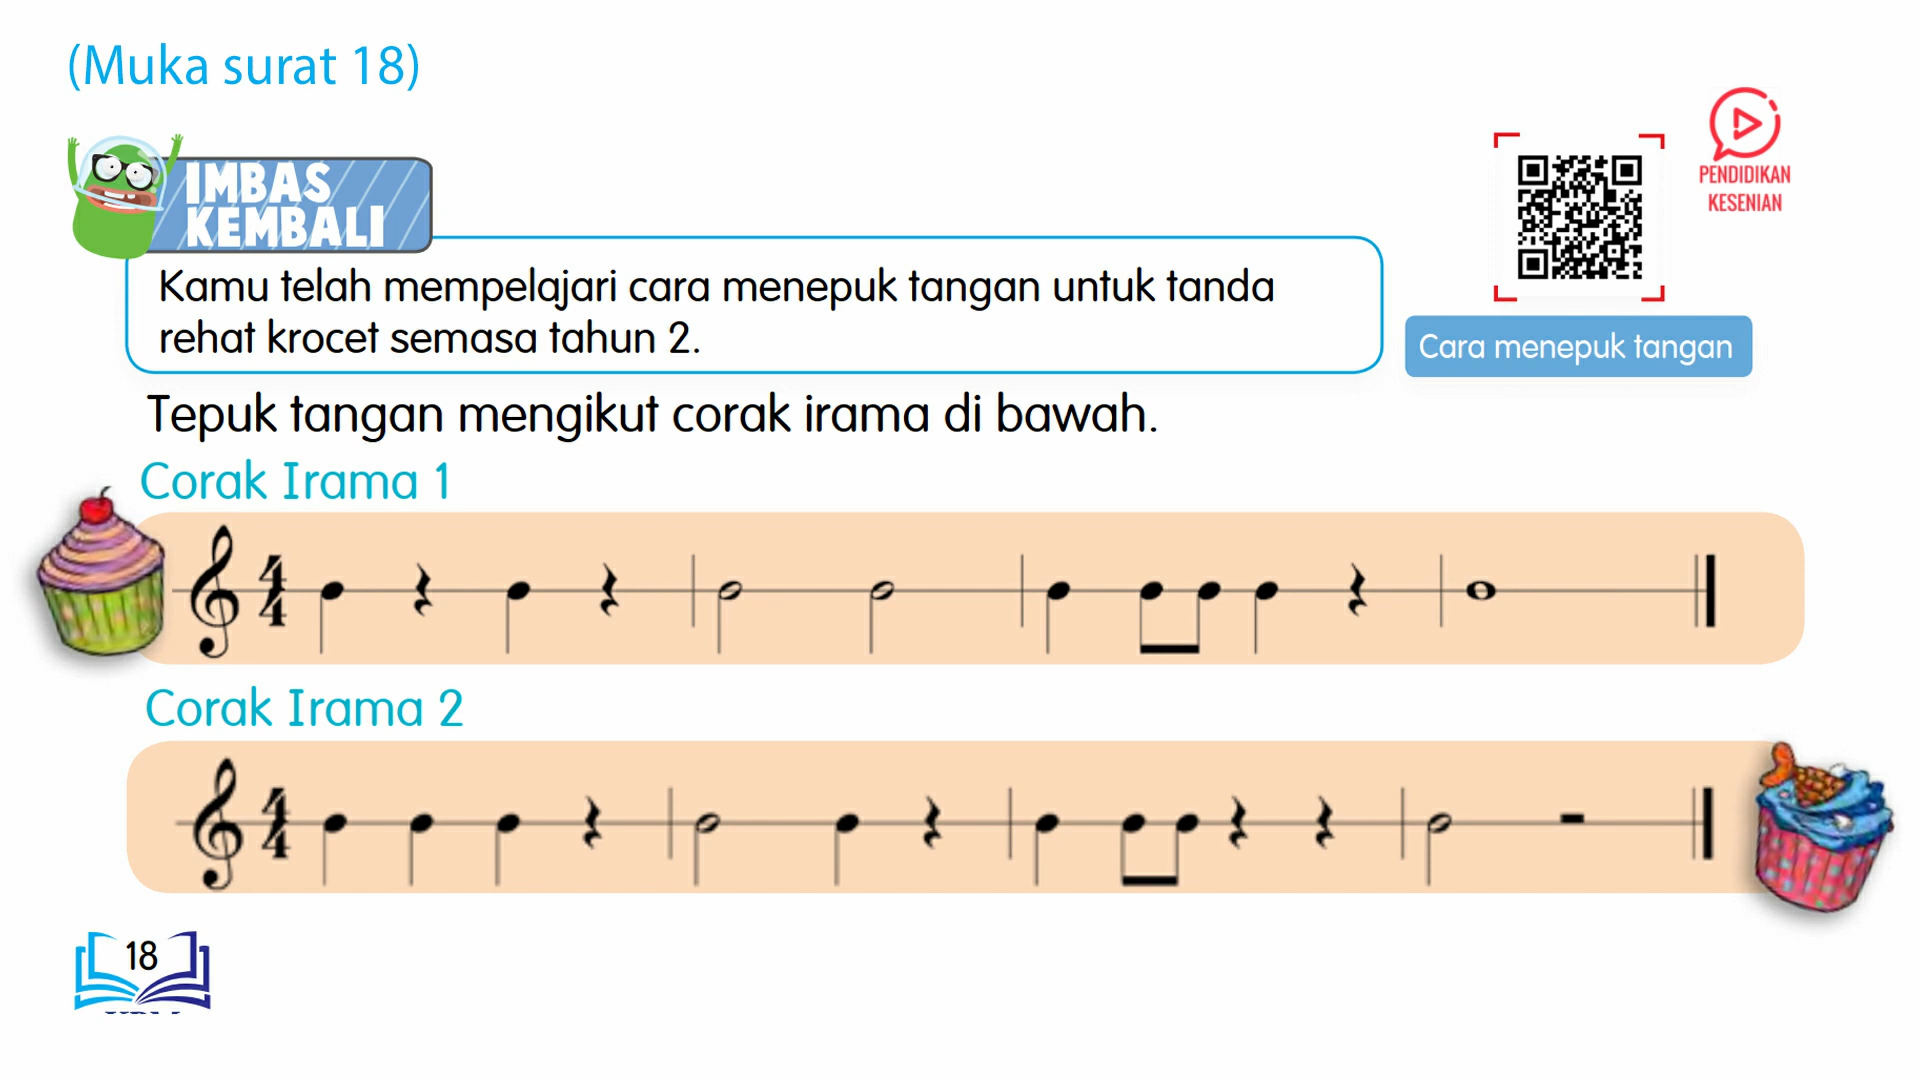 (Muka surat 18)
IMBAS
KEMBALI
PENDIDIKAN
KESENIAN
Kamu telah mempelajari cara menepuk tangan untuk tanda
rehat krocet semasa tahun 2.
Cara menepuk tangan
Tepuk tangan mengikut corak irama di bawah.
Corak Irama 1
4
4
Corak Irama 2
4
4
18